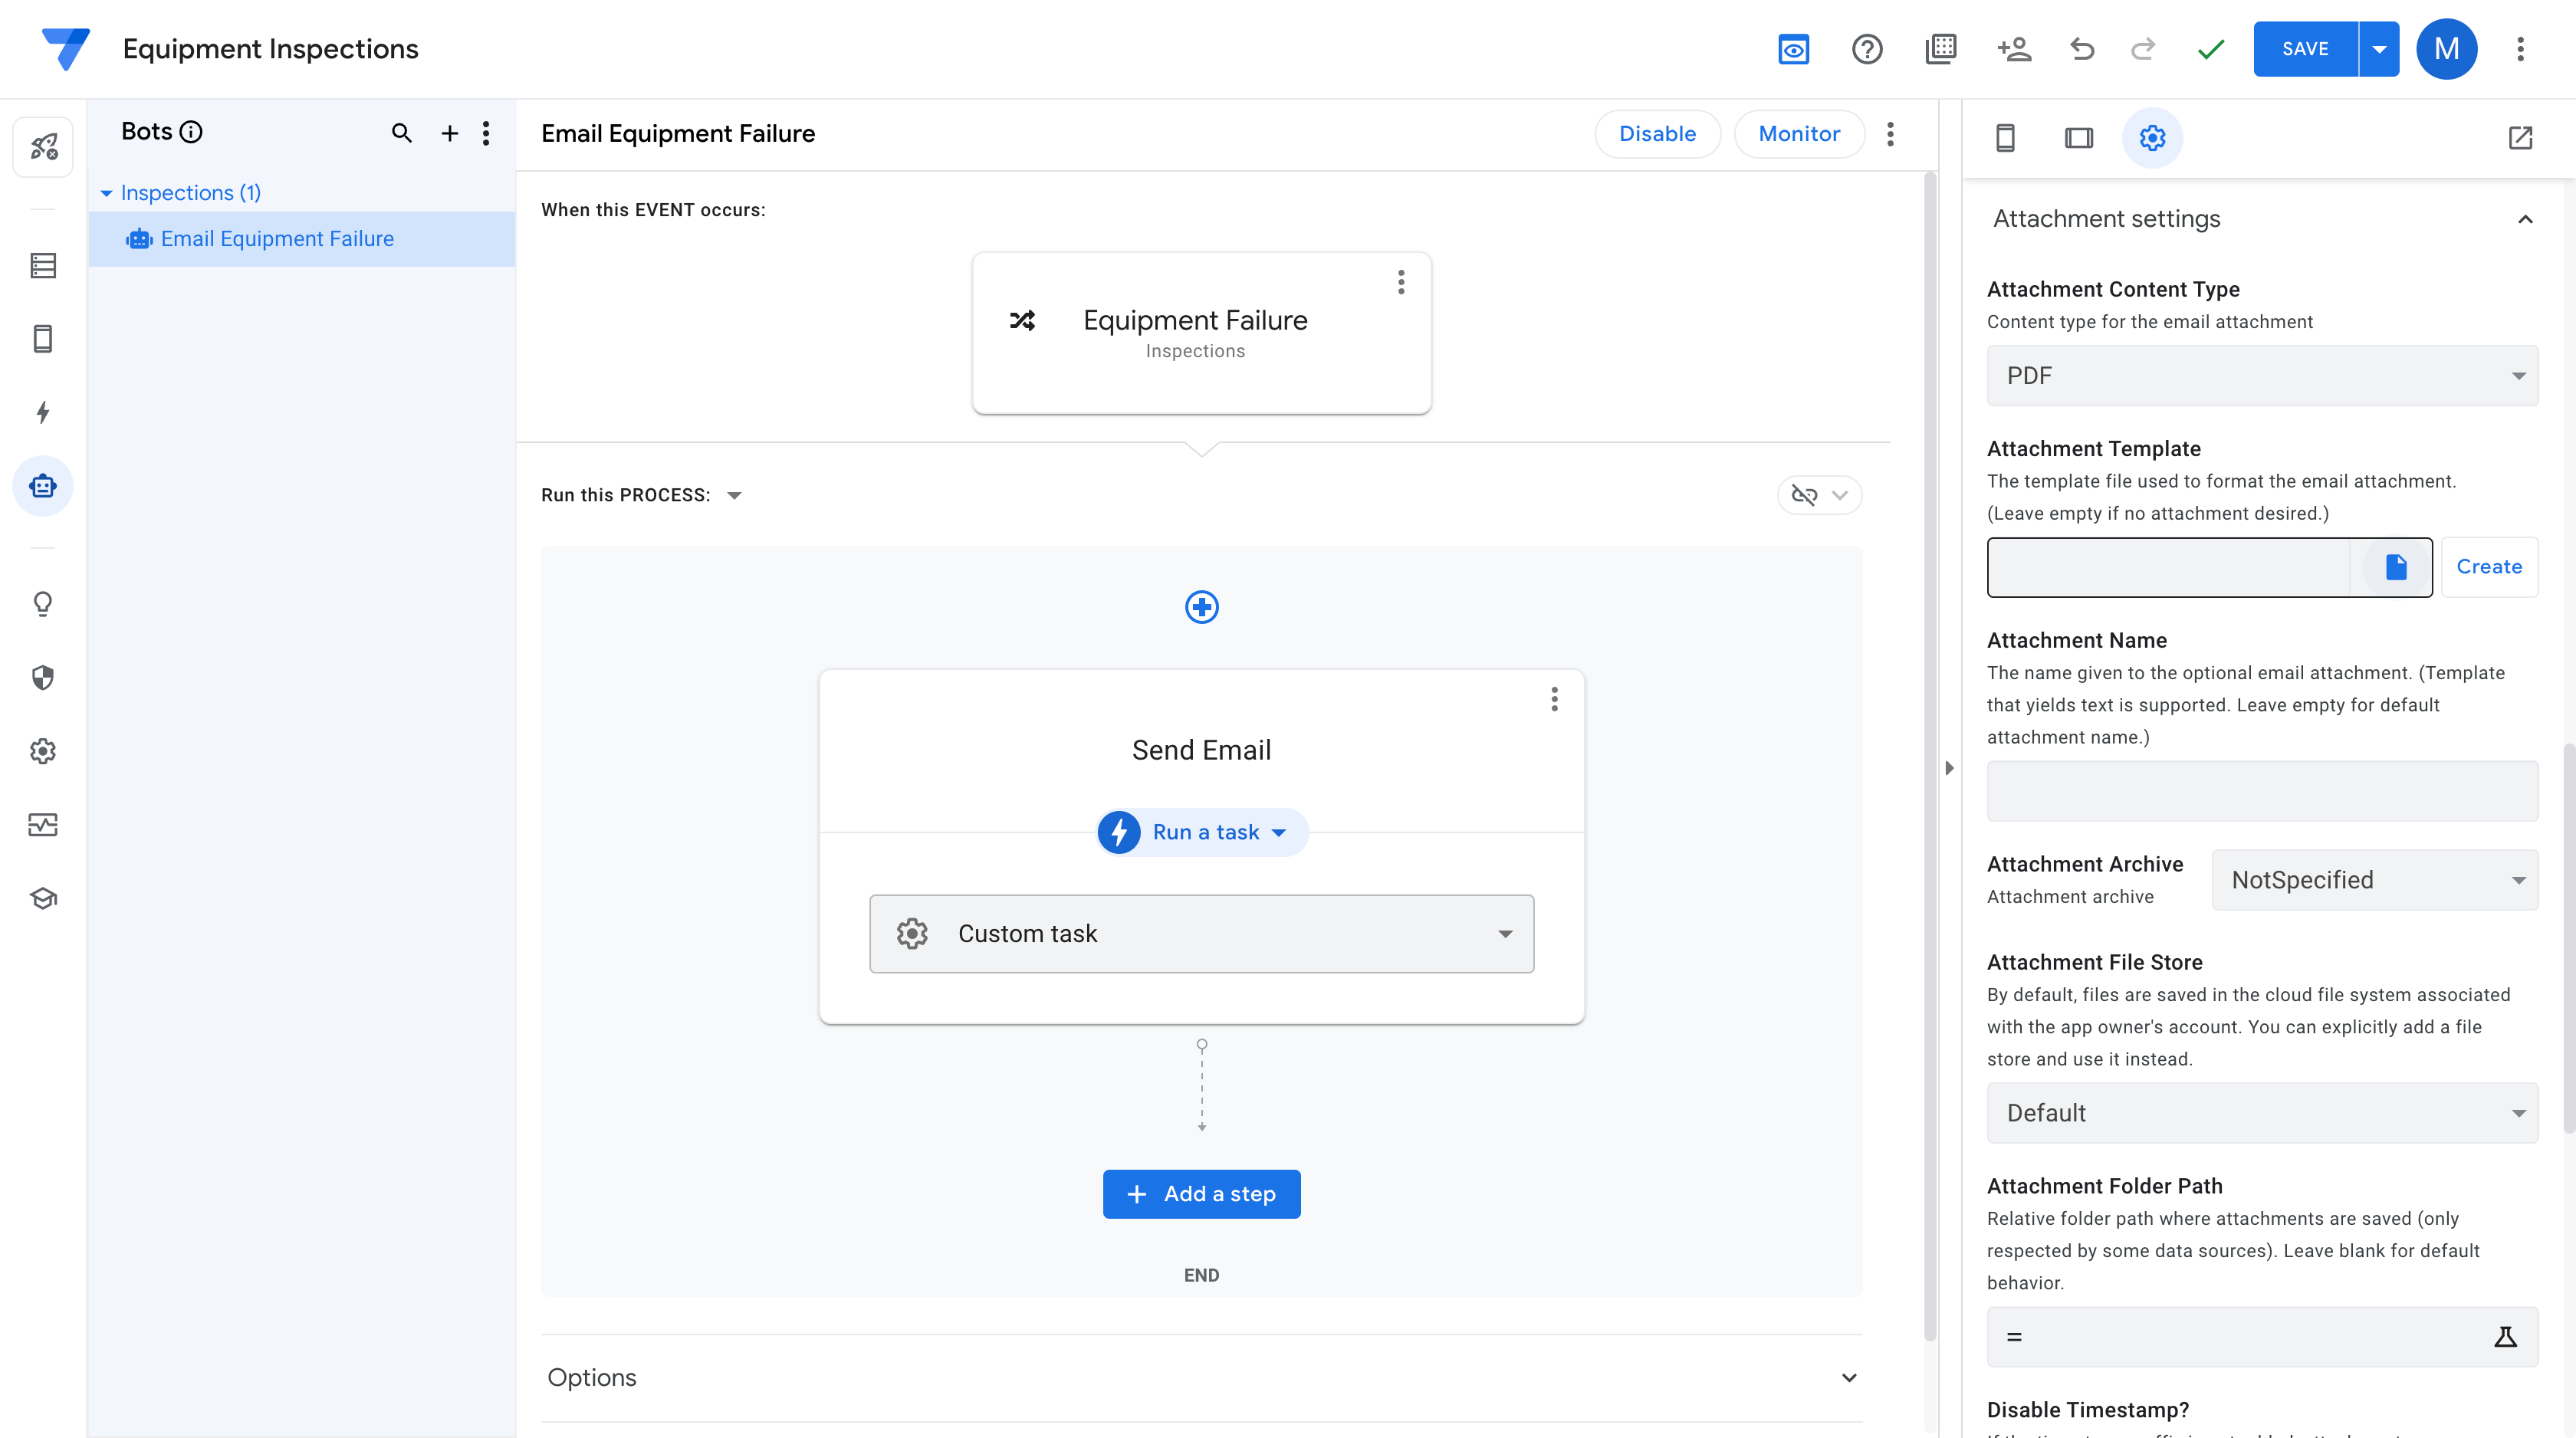 Equipment Inspections
SAVE
M
Bots
Inspections (1)
Email Equipment Failure
Email Equipment Failure
Disable
Monitor
When this EVENT occurs:
Equipment Failure
Inspections
Run this PROCESS:
Send Email
Run a task
Custom task
Add a step
END
Options
Attachment settings
Attachment Content Type
Content type for the email attachment
PDF
Attachment Template
The template file used to format the email attachment.
(Leave empty if no attachment desired.)
Create
Attachment Name
The name given to the optional email attachment. (Template
that yields text is supported. Leave empty for default
attachment name.)
Attachment Archive
Attachment archive
NotSpecified
Attachment File Store
By default, files are saved in the cloud file system associated
with the app owner's account. You can explicitly add a file
store and use it instead.
Default
Attachment Folder Path
Relative folder path where attachments are saved (only
respected by some data sources). Leave blank for default
behavior.
=
Disable Timestamp?